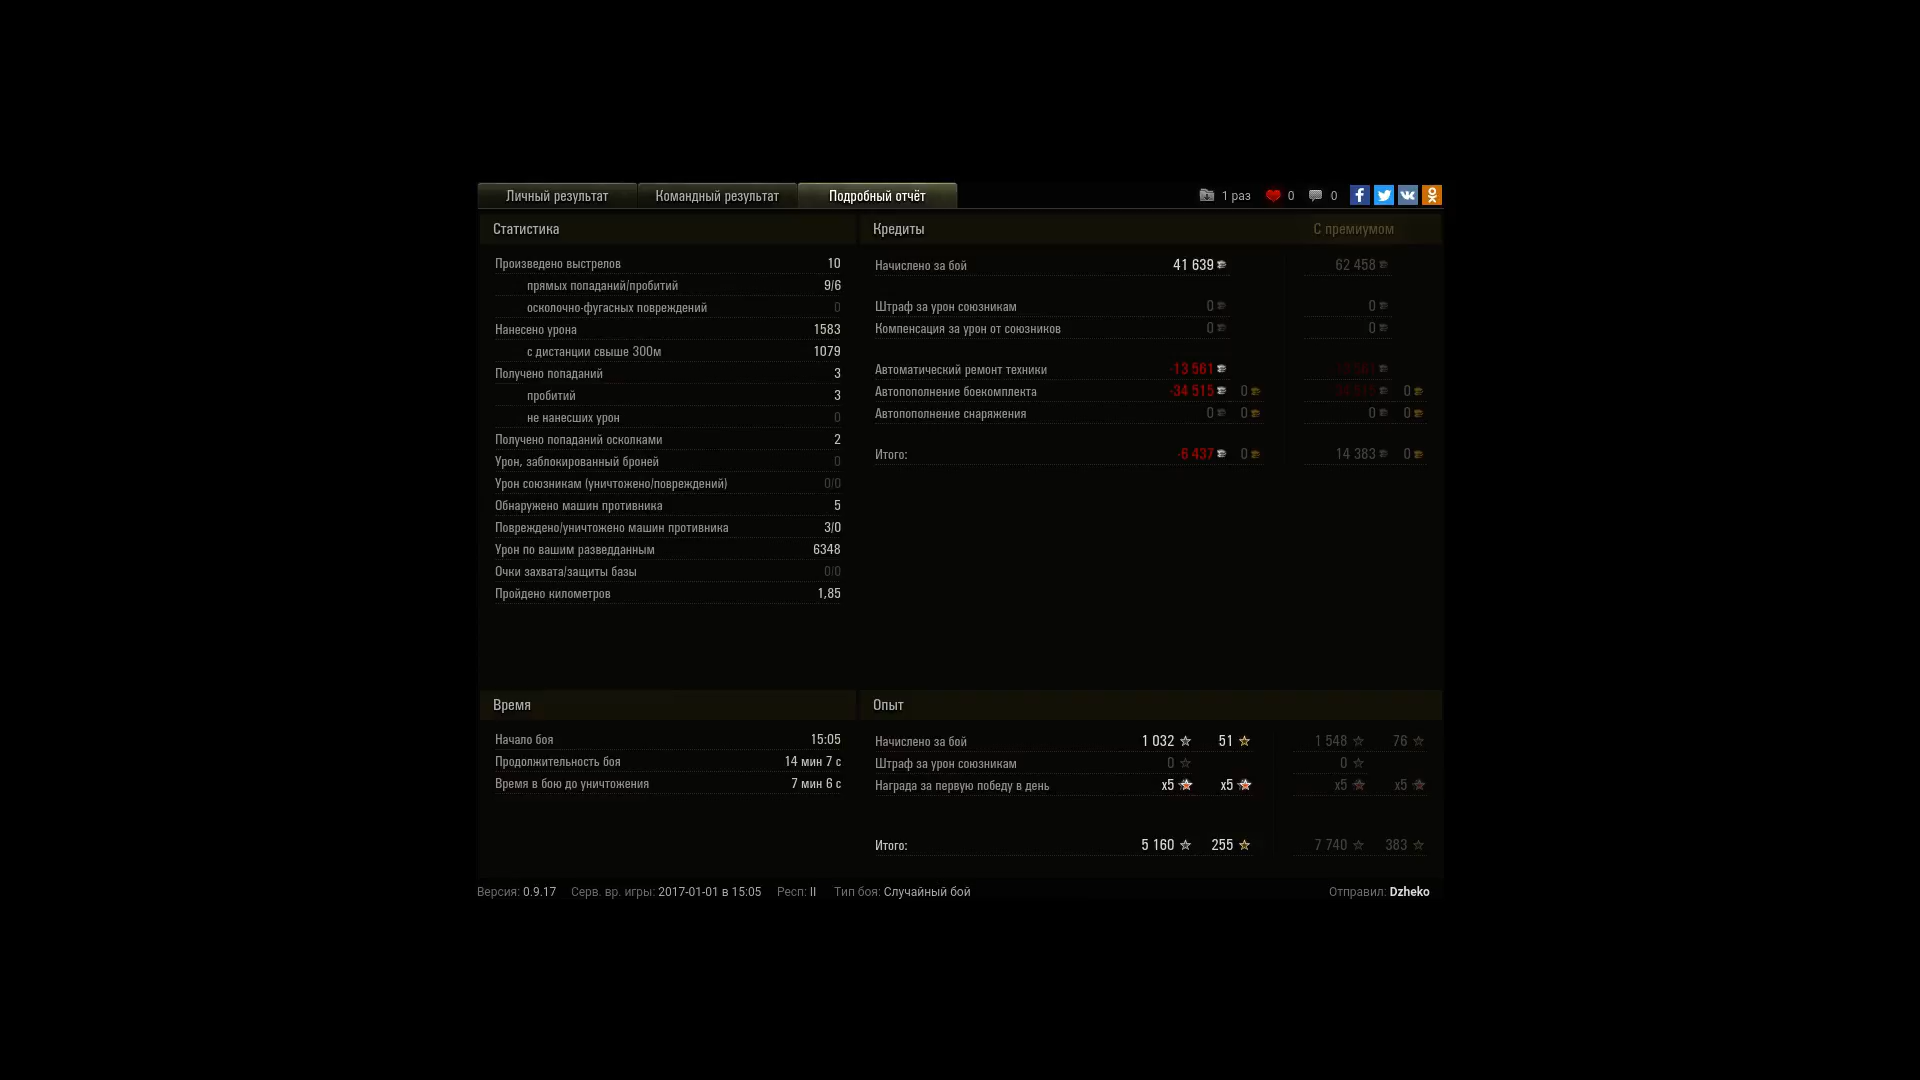 Личный результат Командный результат Подробный отчёт 1 раз 0 0
Статистика
Произведено выстрелов 10
прямых попаданий/пробитий 9/6
осколочно-фугасных повреждений 0
Нанесено урона 1583
с дистанции свыше 300м 1079
Получено попаданий 3
пробитий 3
не нанесших урон 0
Получено попаданий осколками 2
Урон, заблокированный броней 0
Урон союзникам (уничтожено/повреждений) 0/0
Обнаружено машин противника 5
Повреждено/уничтожено машин противника 3/0
Урон по вашим разведданным 6348
Очки захвата/защиты базы 0/0
Пройдено километров 1,85
Кредиты С премиумом
Начислено за бой 41 639 62 458
Штраф за урон союзникам 0 0
Компенсация за урон от союзников 0 0
Автоматический ремонт техники -13 561 -13 561
Автопополнение боекомплекта -34 515 0 -34 515 0
Автопополнение снаряжения 0 0 0 0
Итого: -6 437 0 14 383 0
Время
Начало боя 15:05
Продолжительность боя 14 мин 7 с
Время в бою до уничтожения 7 мин 6 с
Опыт
Начислено за бой 1 032 51 1 548 76
Штраф за урон союзникам 0 0
Награда за первую победу в день x5 x5 x5 x5
Итого: 5 160 255 7 740 383
Версия: 0.9.17 Серв. вр. игры: 2017-01-01 в 15:05 Респ: II Тип боя: Случайный бой Отправил: Dzheko